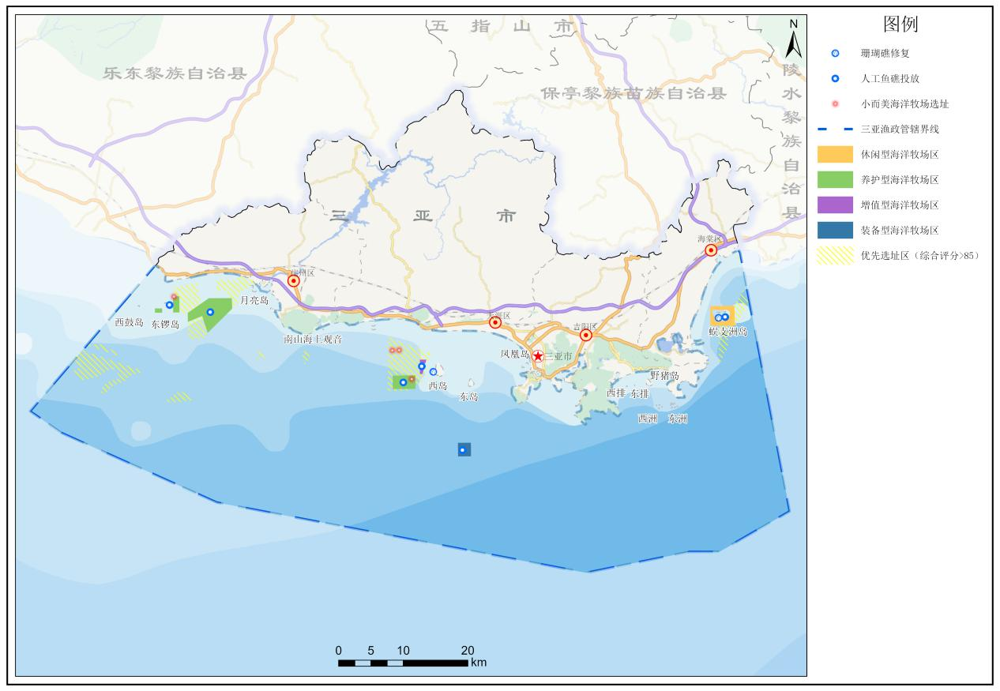 五指山市
N
乐东黎族自治县
保亭黎族苗族自治县
陵水黎族自治县
三亚市
海棠区
崖州区
月亮岛
西鼓岛
东锣岛
天涯区
吉阳区
蜈支洲岛
南山海上观音
凤凰岛
三亚市
野猪岛
西岛
东岛
西排
东排
西洲
东洲
0 5 10 20
km
图例
珊瑚礁修复
人工鱼礁投放
小而美海洋牧场选址
三亚渔政管辖界线
休闲型海洋牧场区
养护型海洋牧场区
增值型海洋牧场区
装备型海洋牧场区
优先选址区（综合评分>85）